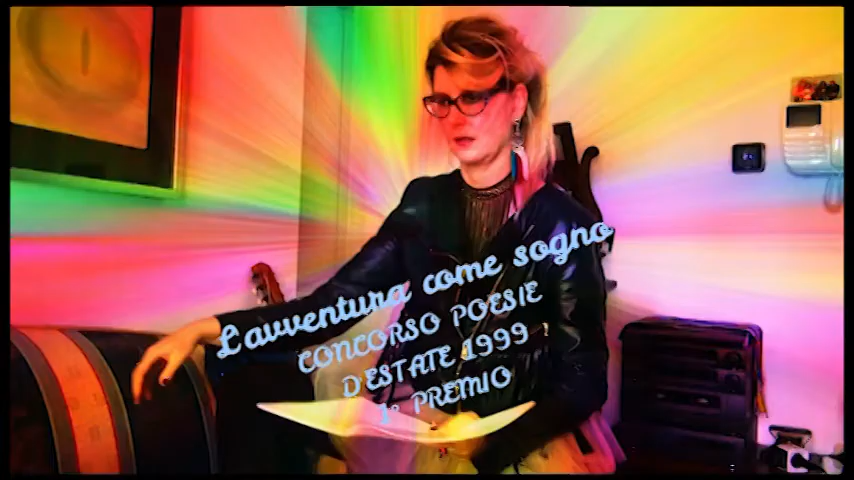 L'avventura come sogno
CONCORSO POESIE
D'ESTATE 1999
1° PREMIO